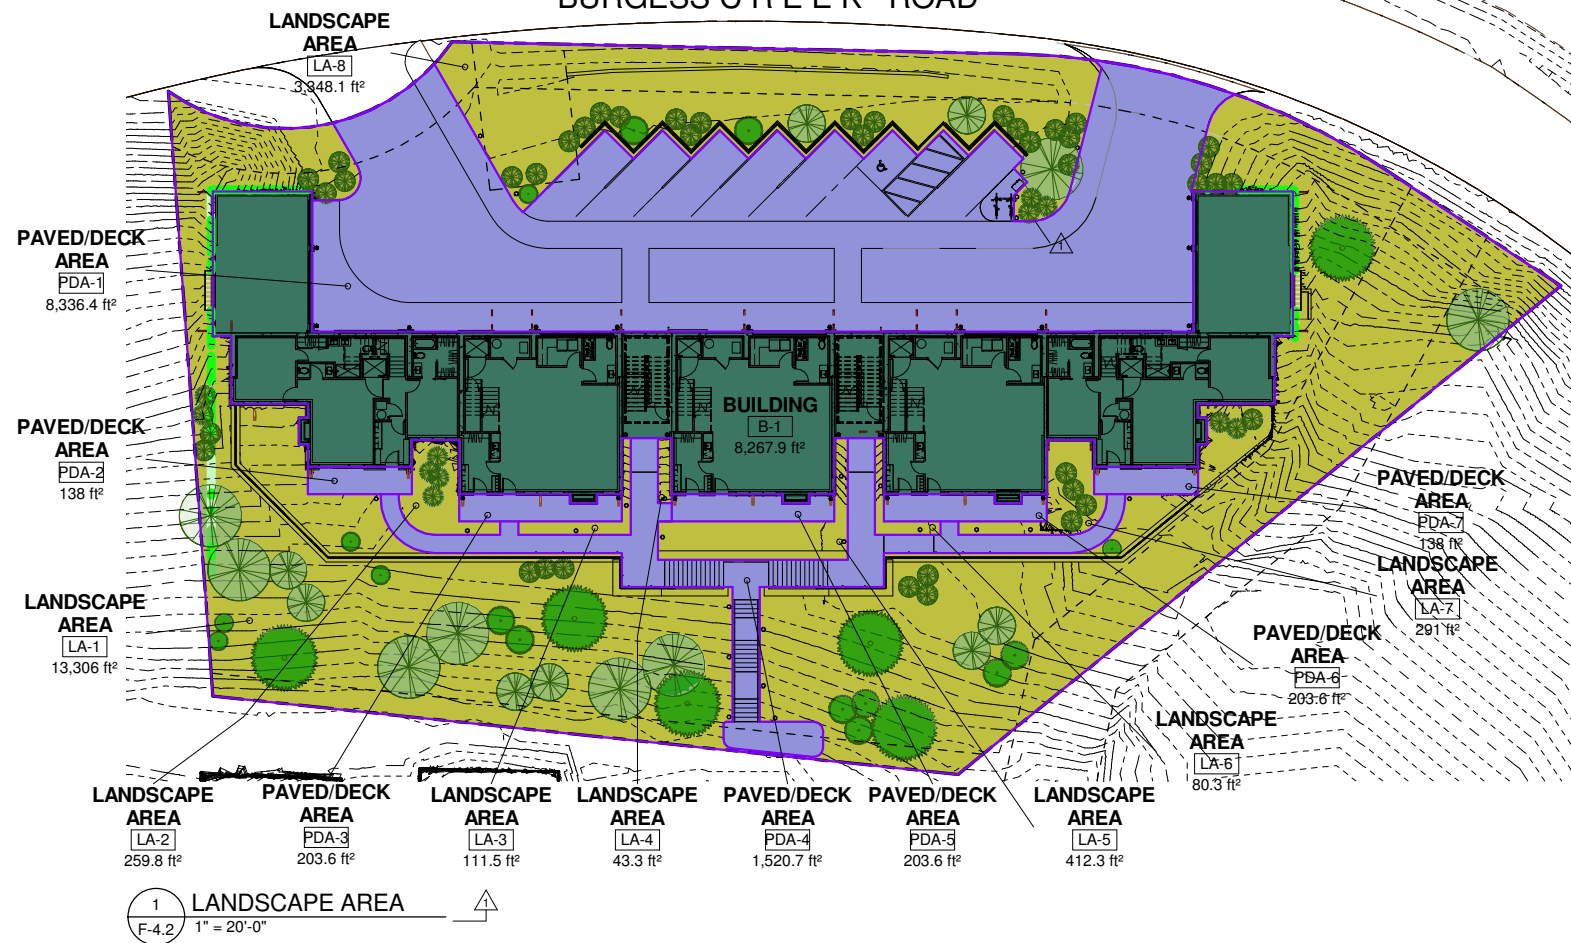 BURGESS CREEK ROAD
LANDSCAPE
AREA
LA-8
3,348.1 ft²
PAVED/DECK
AREA
PDA-1
8,336.4 ft²
1
BUILDING
B-1
8,267.9 ft²
PAVED/DECK
AREA
PDA-2
138 ft²
PAVED/DECK
AREA
PDA-7
138 ft²
LANDSCAPE
AREA
LA-7
291 ft²
LANDSCAPE
AREA
LA-1
13,306 ft²
PAVED/DECK
AREA
PDA-6
203.6 ft²
LANDSCAPE
AREA
LA-6
80.3 ft²
LANDSCAPE
AREA
LA-2
259.8 ft²
PAVED/DECK
AREA
PDA-3
203.6 ft²
LANDSCAPE
AREA
LA-3
111.5 ft²
LANDSCAPE
AREA
LA-4
43.3 ft²
PAVED/DECK
AREA
PDA-4
1,520.7 ft²
PAVED/DECK
AREA
PDA-5
203.6 ft²
LANDSCAPE
AREA
LA-5
412.3 ft²
1
F-4.2
LANDSCAPE AREA
1" = 20'-0"
1